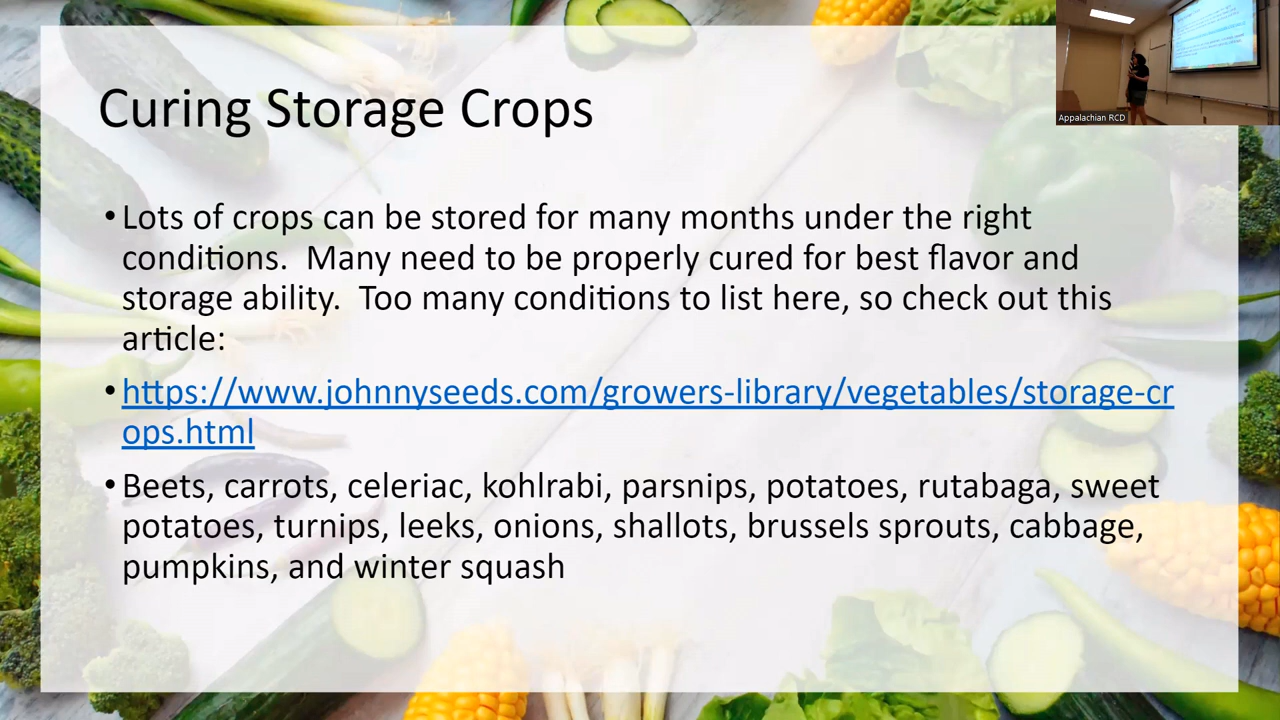 Curing Storage Crops
Appalachian RCD
•Lots of crops can be stored for many months under the right
conditions.  Many need to be properly cured for best flavor and
storage ability.  Too many conditions to list here, so check out this
article:
•https://www.johnnyseeds.com/growers-library/vegetables/storage-cr
ops.html
•Beets, carrots, celeriac, kohlrabi, parsnips, potatoes, rutabaga, sweet
potatoes, turnips, leeks, onions, shallots, brussels sprouts, cabbage,
pumpkins, and winter squash